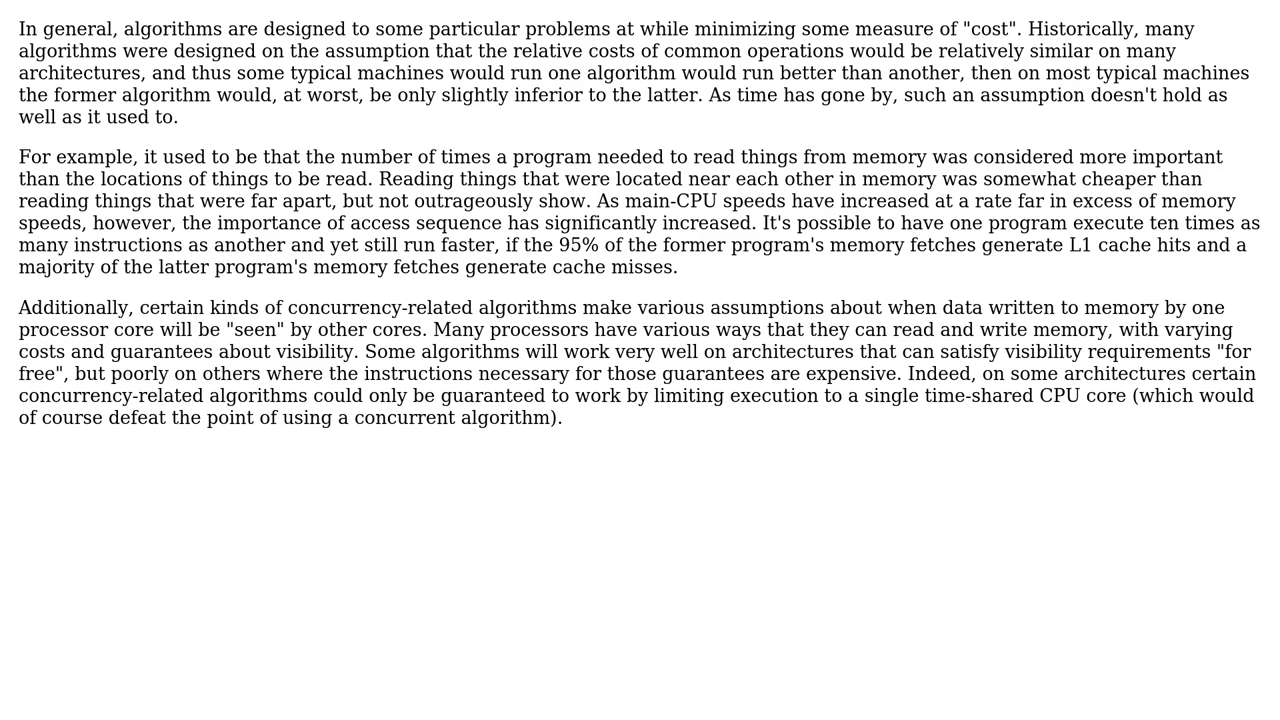 In general, algorithms are designed to some particular problems at while minimizing some measure of "cost". Historically, many
algorithms were designed on the assumption that the relative costs of common operations would be relatively similar on many
architectures, and thus some typical machines would run one algorithm would run better than another, then on most typical machines
the former algorithm would, at worst, be only slightly inferior to the latter. As time has gone by, such an assumption doesn't hold as
well as it used to.
For example, it used to be that the number of times a program needed to read things from memory was considered more important
than the locations of things to be read. Reading things that were located near each other in memory was somewhat cheaper than
reading things that were far apart, but not outrageously show. As main-CPU speeds have increased at a rate far in excess of memory
speeds, however, the importance of access sequence has significantly increased. It's possible to have one program execute ten times as
many instructions as another and yet still run faster, if the 95% of the former program's memory fetches generate L1 cache hits and a
majority of the latter program's memory fetches generate cache misses.
Additionally, certain kinds of concurrency-related algorithms make various assumptions about when data written to memory by one
processor core will be "seen" by other cores. Many processors have various ways that they can read and write memory, with varying
costs and guarantees about visibility. Some algorithms will work very well on architectures that can satisfy visibility requirements "for
free", but poorly on others where the instructions necessary for those guarantees are expensive. Indeed, on some architectures certain
concurrency-related algorithms could only be guaranteed to work by limiting execution to a single time-shared CPU core (which would
of course defeat the point of using a concurrent algorithm).